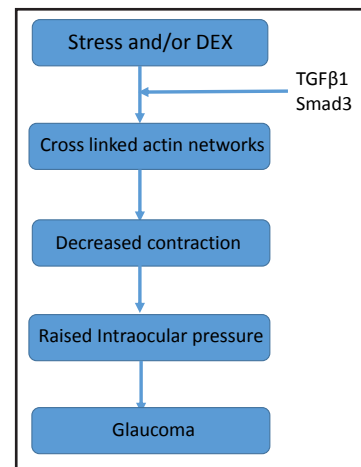 Stress and/or DEX
TGFβ1
Smad3
Cross linked actin networks
Decreased contraction
Raised Intraocular pressure
Glaucoma